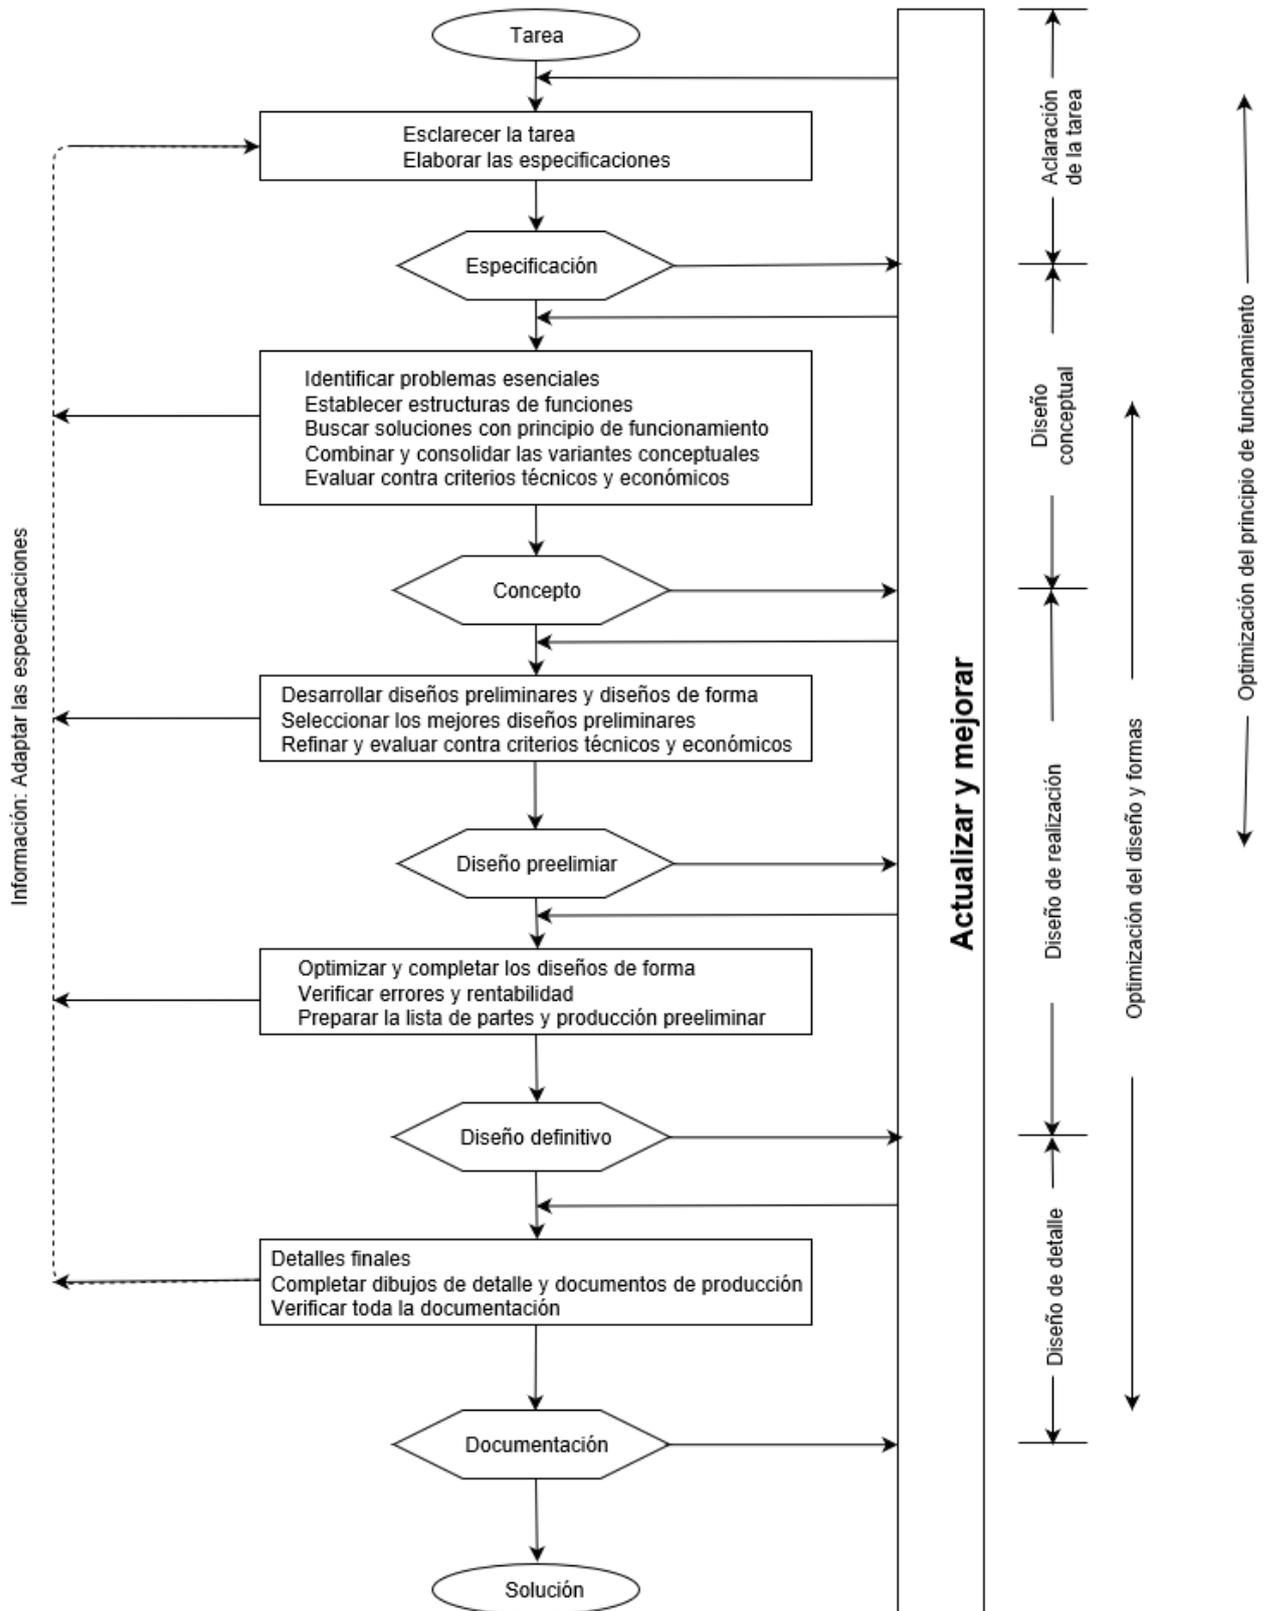 Tarea
Esclarecer la tarea
Elaborar las especificaciones
Especificación
Identificar problemas esenciales
Establecer estructuras de funciones
Buscar soluciones con principio de funcionamiento
Combinar y consolidar las variantes conceptuales
Evaluar contra criterios técnicos y económicos
Concepto
Desarrollar diseños preliminares y diseños de forma
Seleccionar los mejores diseños preliminares
Refinar y evaluar contra criterios técnicos y económicos
Diseño preelimiar
Optimizar y completar los diseños de forma
Verificar errores y rentabilidad
Preparar la lista de partes y producción preeliminar
Diseño definitivo
Detalles finales
Completar dibujos de detalle y documentos de producción
Verificar toda la documentación
Documentación
Solución
Información: Adaptar las especificaciones
Actualizar y mejorar
Aclaración
de la tarea
Diseño
conceptual
Diseño de realización
Diseño de detalle
Optimización del diseño y formas
Optimización del principio de funcionamiento